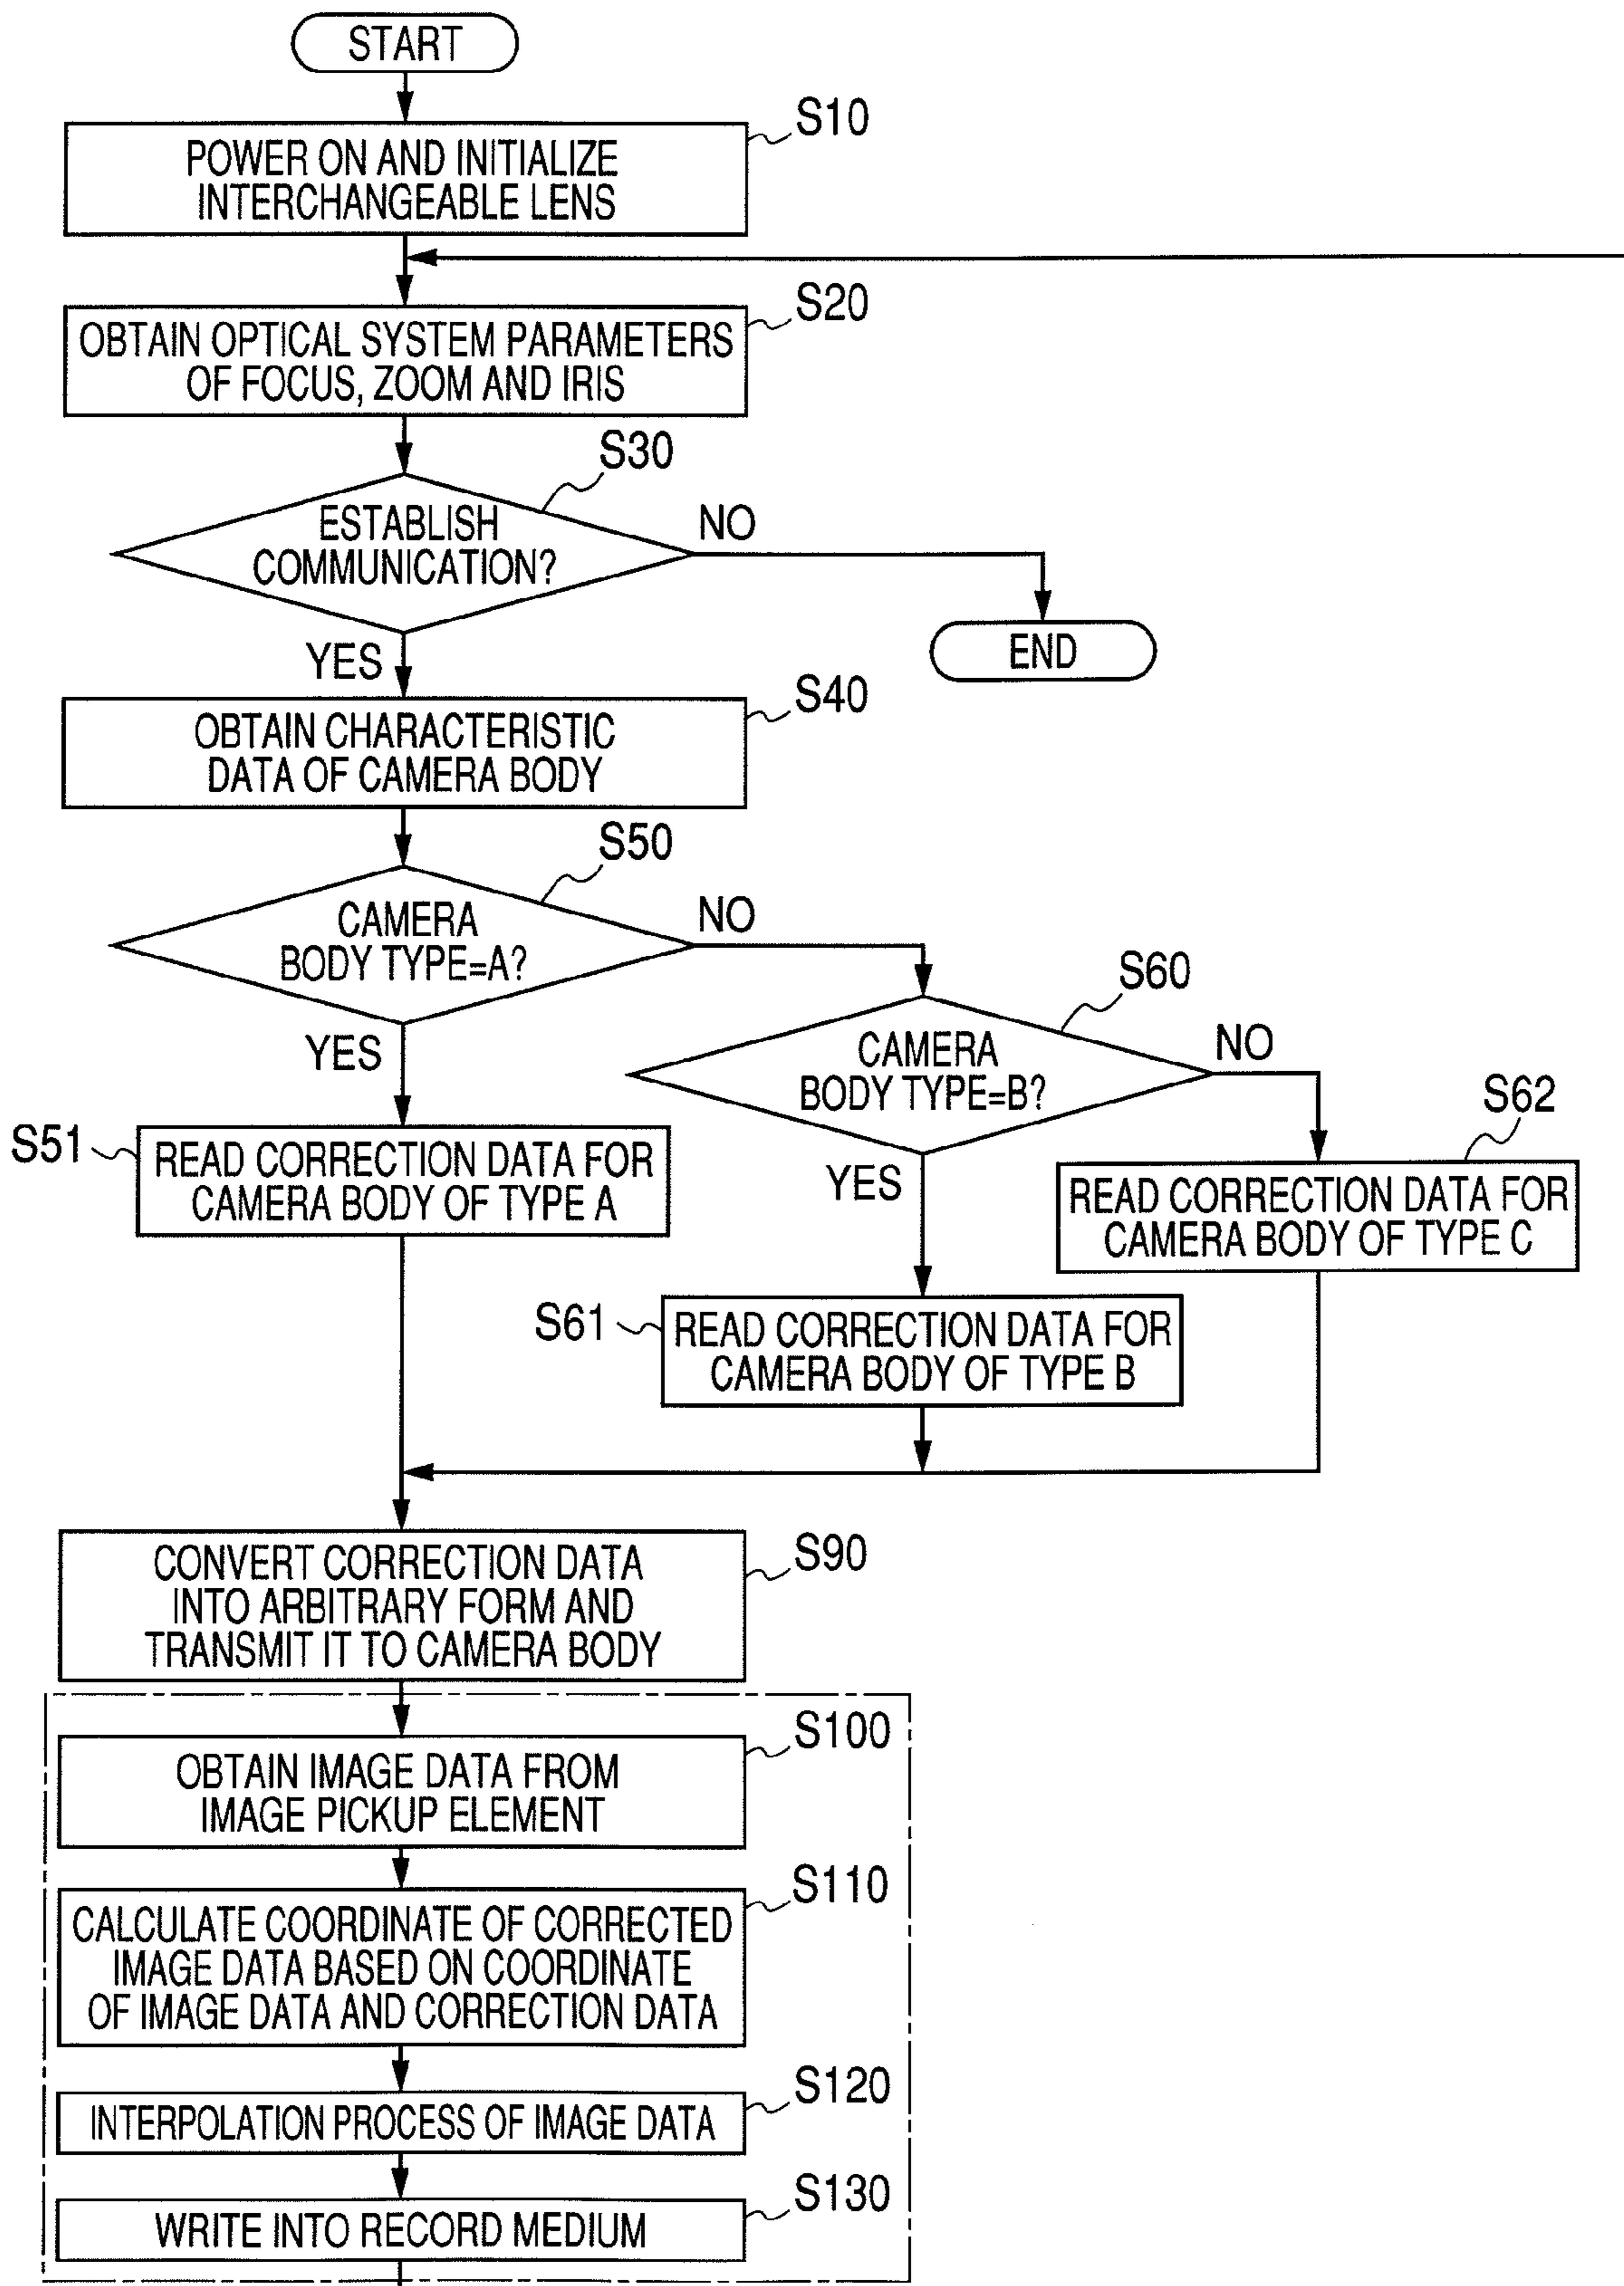 START
S10
POWER ON AND INITIALIZE
INTERCHANGEABLE LENS
S20
OBTAIN OPTICAL SYSTEM PARAMETERS
OF FOCUS, ZOOM AND IRIS
S30
ESTABLISH
COMMUNICATION?
NO
END
YES
S40
OBTAIN CHARACTERISTIC
DATA OF CAMERA BODY
S50
CAMERA
BODY TYPE=A?
NO
YES
S60
CAMERA
BODY TYPE=B?
NO
YES
S51
READ CORRECTION DATA FOR
CAMERA BODY OF TYPE A
S62
READ CORRECTION DATA FOR
CAMERA BODY OF TYPE C
S61
READ CORRECTION DATA FOR
CAMERA BODY OF TYPE B
S90
CONVERT CORRECTION DATA
INTO ARBITRARY FORM AND
TRANSMIT IT TO CAMERA BODY
S100
OBTAIN IMAGE DATA FROM
IMAGE PICKUP ELEMENT
S110
CALCULATE COORDINATE OF CORRECTED
IMAGE DATA BASED ON COORDINATE
OF IMAGE DATA AND CORRECTION DATA
S120
INTERPOLATION PROCESS OF IMAGE DATA
S130
WRITE INTO RECORD MEDIUM